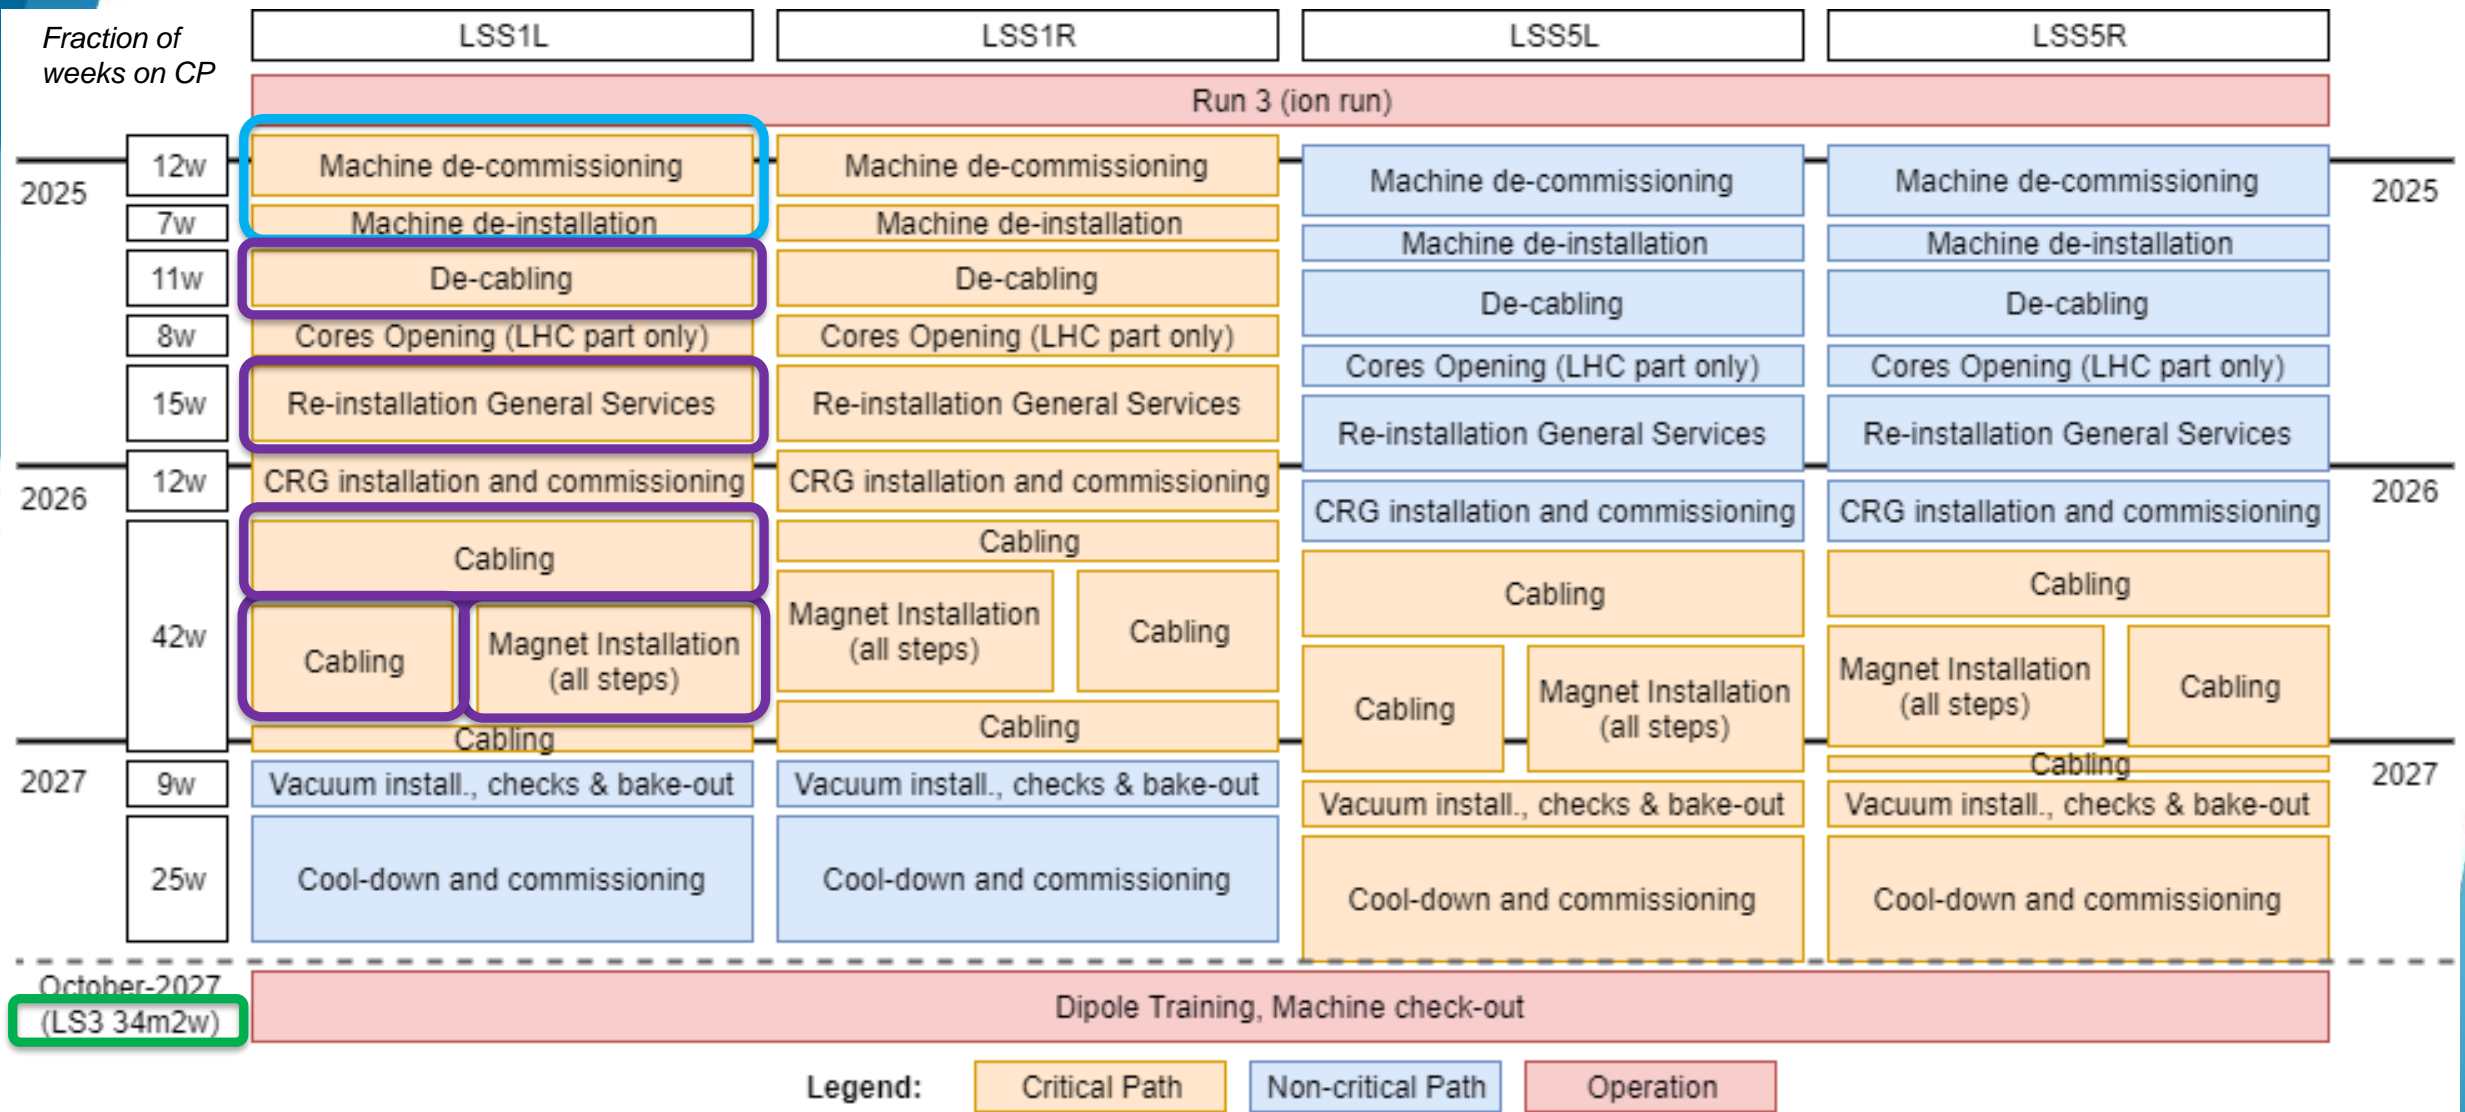 Fraction of
weeks on CP
LSS1L
LSS1R
LSS5L
LSS5R
Run 3 (ion run)
12w
Machine de-commissioning
Machine de-commissioning
Machine de-commissioning
Machine de-commissioning
2025
2025
7w
Machine de-installation
Machine de-installation
Machine de-installation
Machine de-installation
11w
De-cabling
De-cabling
De-cabling
De-cabling
8w
Cores Opening (LHC part only)
Cores Opening (LHC part only)
Cores Opening (LHC part only)
Cores Opening (LHC part only)
15w
Re-installation General Services
Re-installation General Services
Re-installation General Services
Re-installation General Services
2026
12w
CRG installation and commissioning
CRG installation and commissioning
CRG installation and commissioning
CRG installation and commissioning
2026
42w
Cabling
Cabling
Cabling
Cabling
Cabling
Magnet Installation
(all steps)
Magnet Installation
(all steps)
Cabling
Cabling
Magnet Installation
(all steps)
Magnet Installation
(all steps)
Cabling
Cabling
Cabling
Cabling
2027
9w
Vacuum install., checks & bake-out
Vacuum install., checks & bake-out
Vacuum install., checks & bake-out
Vacuum install., checks & bake-out
2027
25w
Cool-down and commissioning
Cool-down and commissioning
Cool-down and commissioning
Cool-down and commissioning
October-2027
(LS3 34m2w)
Dipole Training, Machine check-out
Legend:
Critical Path
Non-critical Path
Operation